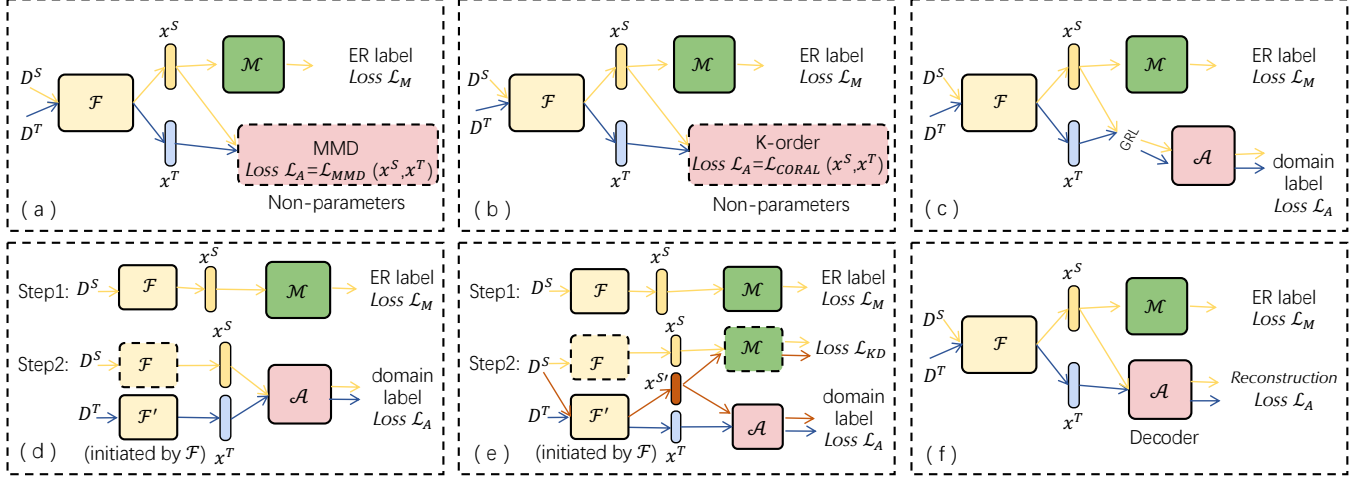 x^S
ER label
Loss ℒ_M
D^S
ℱ
ℳ
D^T
MMD
Loss ℒ_A=ℒ_MMD (x^S,x^T)
x^T
Non-parameters
(a)
x^S
ER label
Loss ℒ_M
D^S
ℱ
ℳ
D^T
K-order
Loss ℒ_A=ℒ_CORAL (x^S,x^T)
x^T
Non-parameters
(b)
x^S
ER label
Loss ℒ_M
D^S
ℱ
ℳ
D^T
GRL
𝒜
x^T
domain
label
Loss ℒ_A
(c)
x^S
Step1: D^S
ℱ
ℳ
ER label
Loss ℒ_M
x^S
Step2: D^S
ℱ
𝒜
domain
label
Loss ℒ_A
D^T
ℱ'
(initiated by ℱ) x^T
(d)
x^S
Step1: D^S
ℱ
ℳ
ER label
Loss ℒ_M
x^S
Step2: D^S
ℱ
ℳ
Loss ℒ_KD
x^S'
D^T
ℱ'
𝒜
domain
label
Loss ℒ_A
(initiated by ℱ) x^T
(e)
x^S
ER label
Loss ℒ_M
D^S
ℱ
ℳ
D^T
𝒜
Reconstruction
Loss ℒ_A
x^T
Decoder
(f)